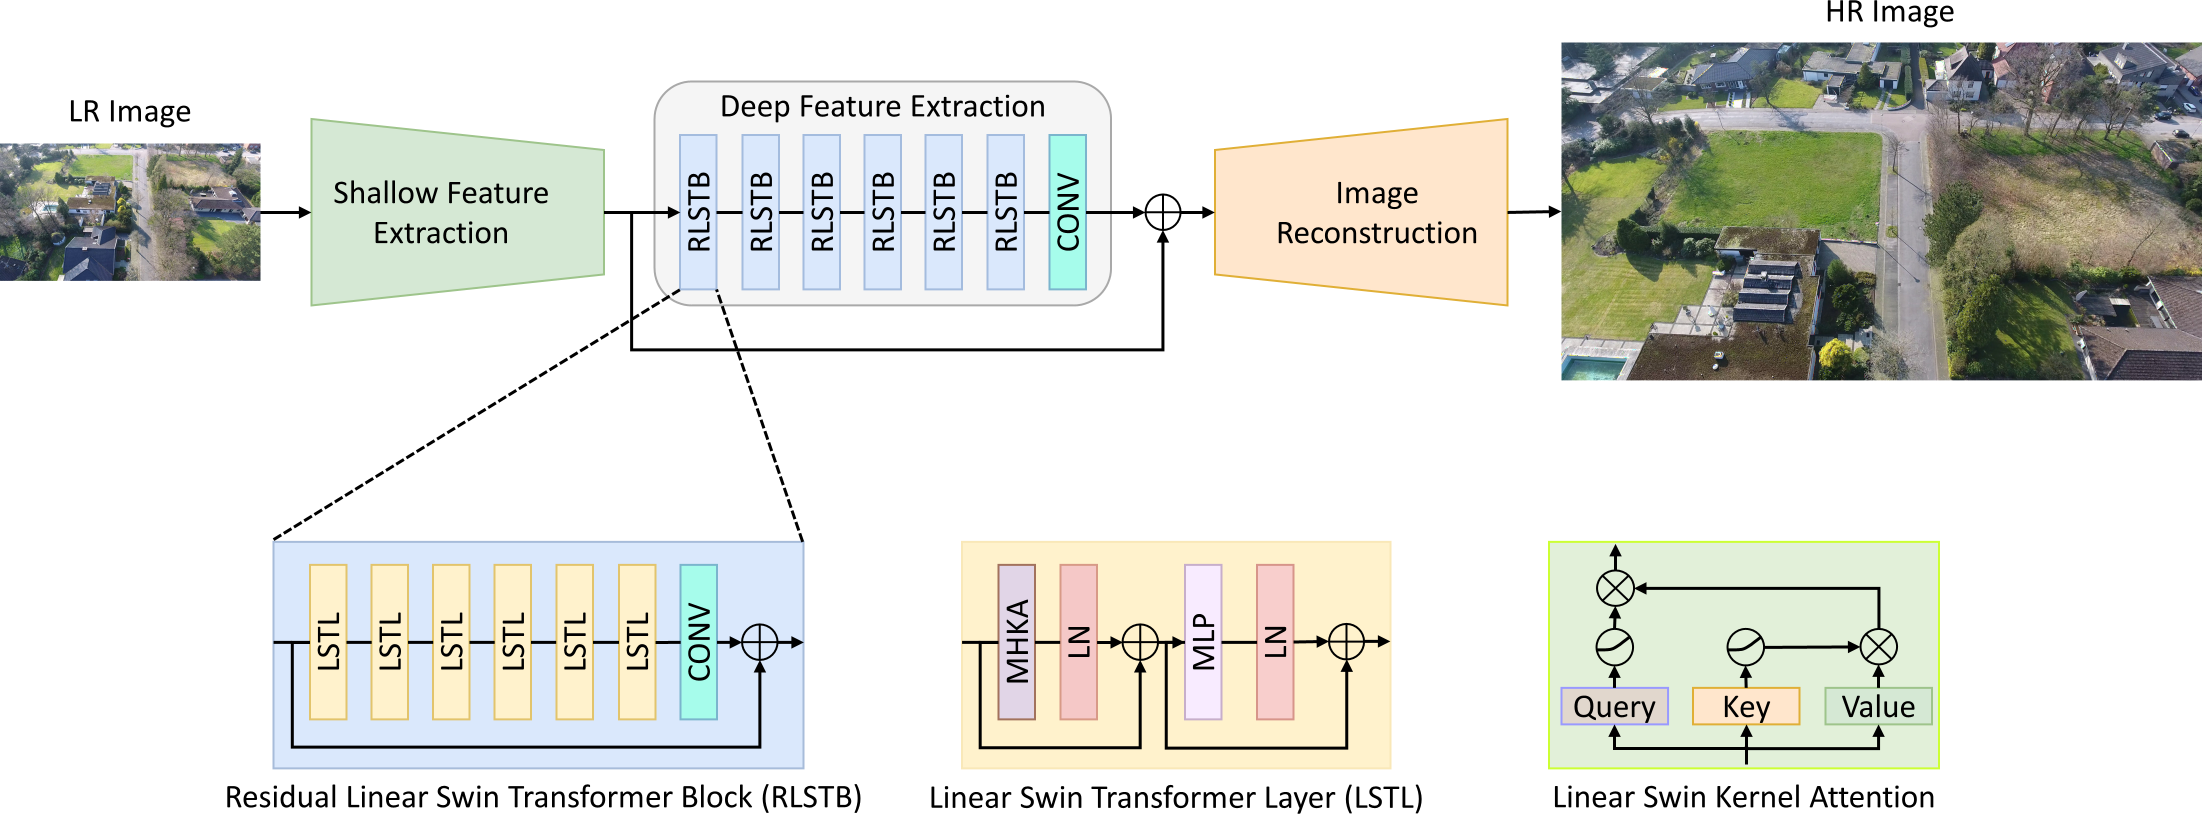 HR Image
LR Image
Deep Feature Extraction
Shallow Feature
Extraction
RLSTB
RLSTB
RLSTB
RLSTB
RLSTB
RLSTB
CONV
Image
Reconstruction
LSTL
LSTL
LSTL
LSTL
LSTL
LSTL
CONV
MHKA
LN
MLP
LN
Query
Key
Value
Residual Linear Swin Transformer Block (RLSTB)
Linear Swin Transformer Layer (LSTL)
Linear Swin Kernel Attention